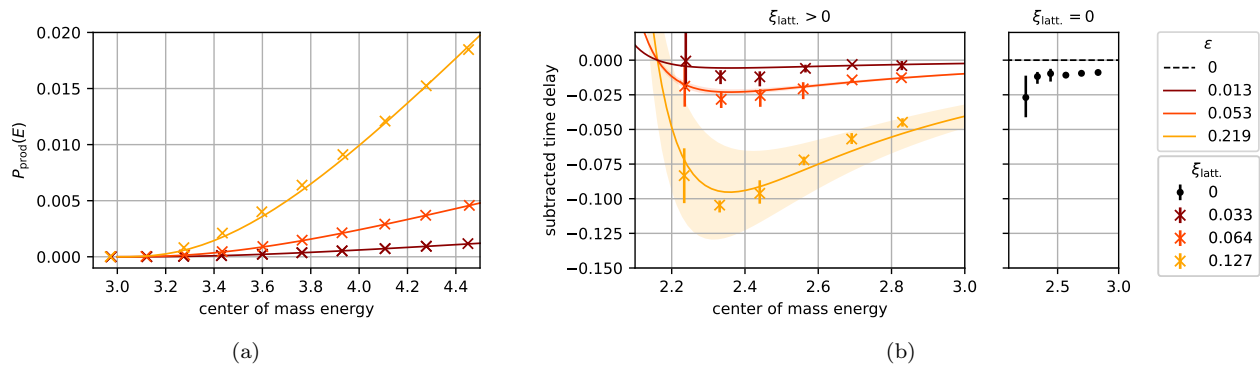 P_prod(E)
0.020
0.015
0.010
0.005
0.000
3.0 3.2 3.4 3.6 3.8 4.0 4.2 4.4
center of mass energy
(a)
ξ_latt. > 0
subtracted time delay
0.000
−0.025
−0.050
−0.075
−0.100
−0.125
−0.150
2.2 2.4 2.6 2.8 3.0
center of mass energy
ξ_latt. = 0
2.5 3.0
(b)
ε
0
0.013
0.053
0.219
ξ_latt.
0
0.033
0.064
0.127